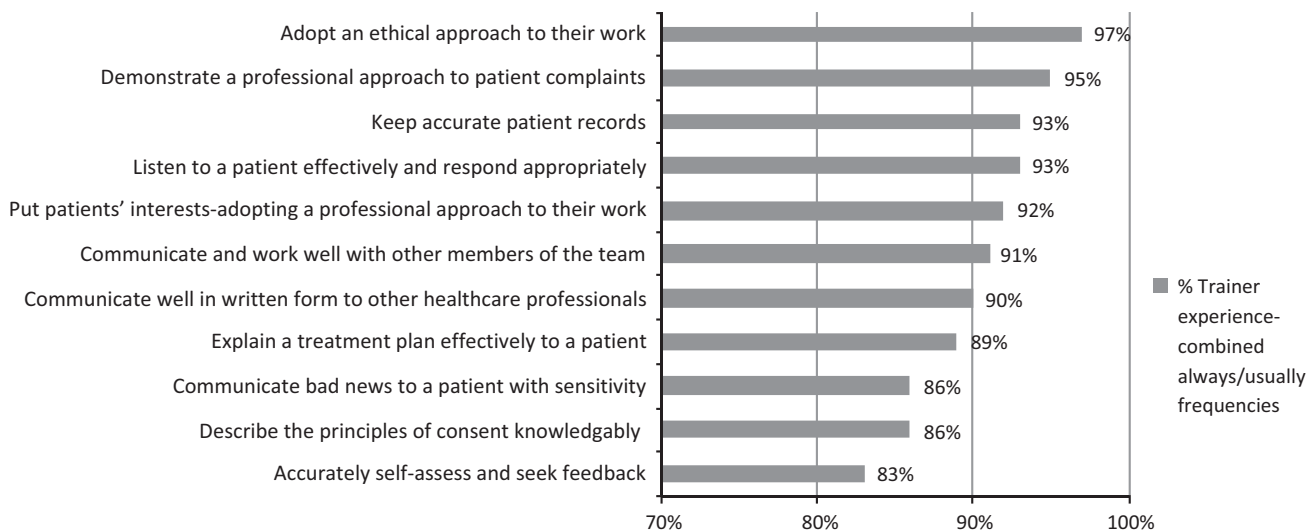 Adopt an ethical approach to their work 97%
Demonstrate a professional approach to patient complaints 95%
Keep accurate patient records 93%
Listen to a patient effectively and respond appropriately 93%
Put patients’ interests-adopting a professional approach to their work 92%
Communicate and work well with other members of the team 91%
Communicate well in written form to other healthcare professionals 90%
Explain a treatment plan effectively to a patient 89%
Communicate bad news to a patient with sensitivity 86%
Describe the principles of consent knowledgably 86%
Accurately self-assess and seek feedback 83%
70% 80% 90% 100%
% Trainer
experience-
combined
always/usually
frequencies